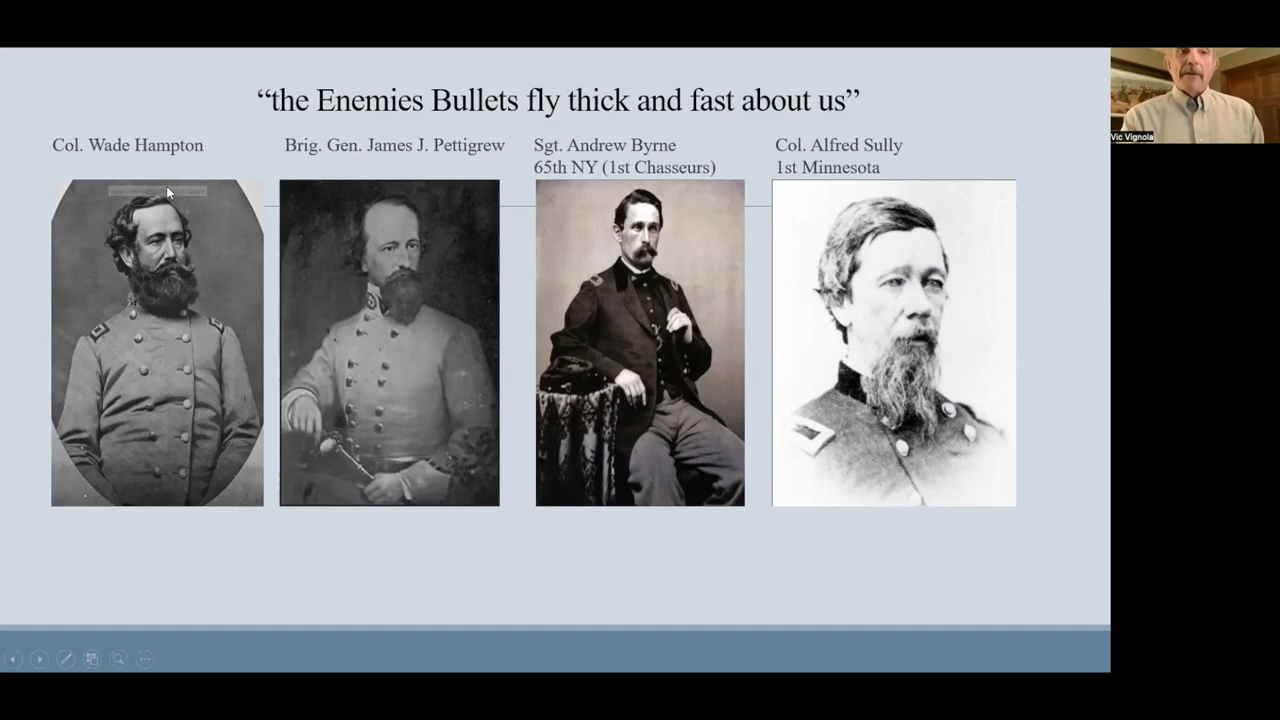 “the Enemies Bullets fly thick and fast about us”
Col. Wade Hampton
Brig. Gen. James J. Pettigrew
Sgt. Andrew Byrne
65th NY (1st Chasseurs)
Col. Alfred Sully
1st Minnesota
Vic Vignola